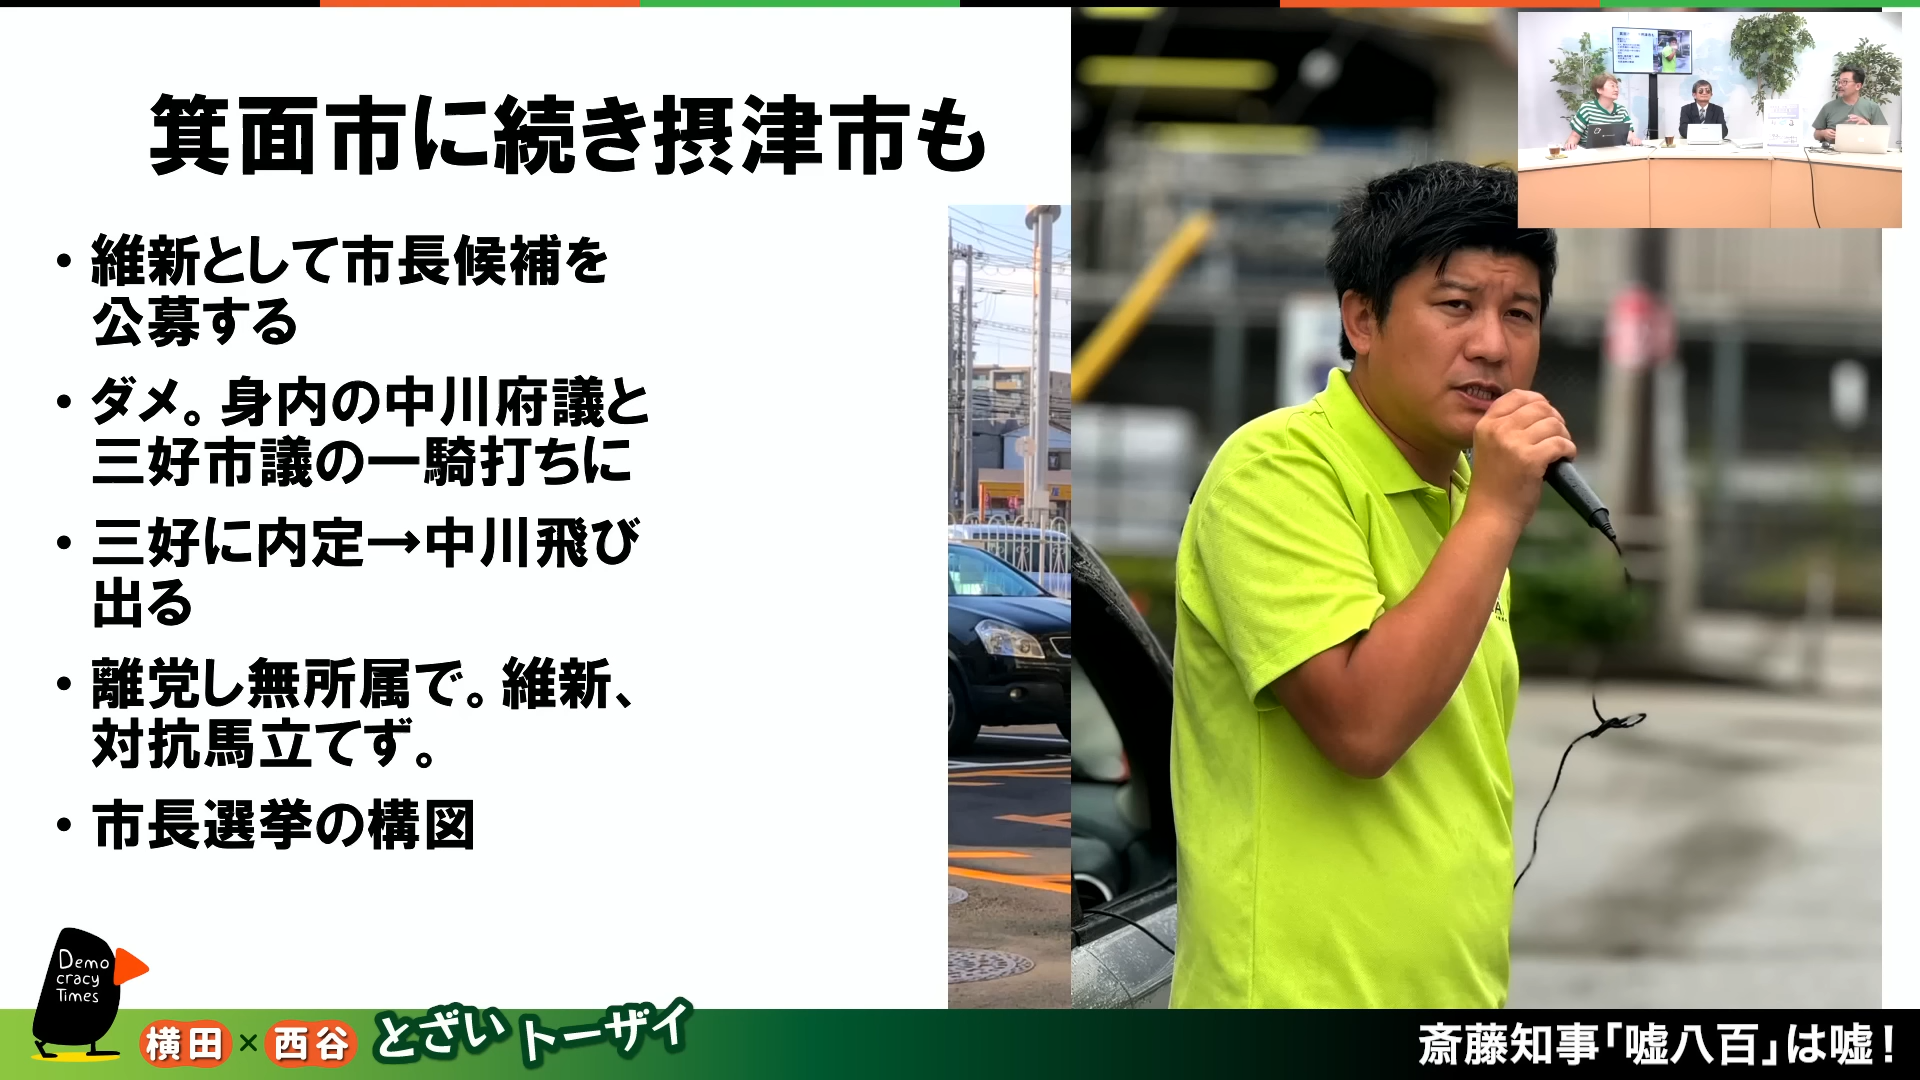 箕面市に続き摂津市も
・維新として市長候補を
公募する
・ダメ。身内の中川府議と
三好市議の一騎打ちに
・三好に内定→中川飛び
出る
・離党し無所属で。維新、
対抗馬立てず。
・市長選挙の構図
Demo
cracy
Times
横田×西谷 とざいトーザイ
斎藤知事「嘘八百」は嘘!